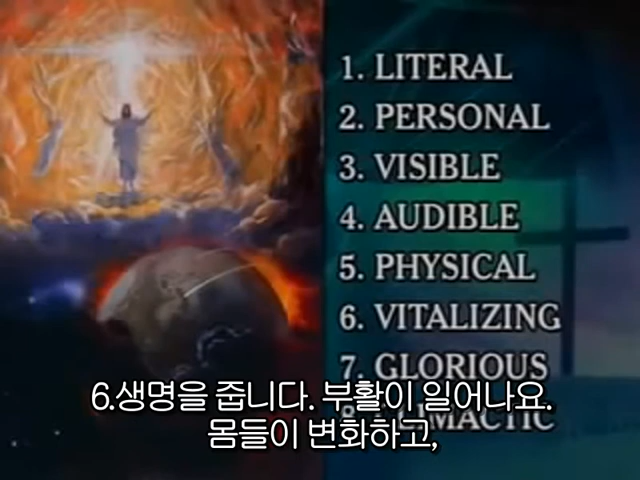 1. LITERAL
2. PERSONAL
3. VISIBLE
4. AUDIBLE
5. PHYSICAL
6. VITALIZING
7. GLORIOUS
6.생명을 줍니다. 부활이 일어나요.
몸들이 변화하고,